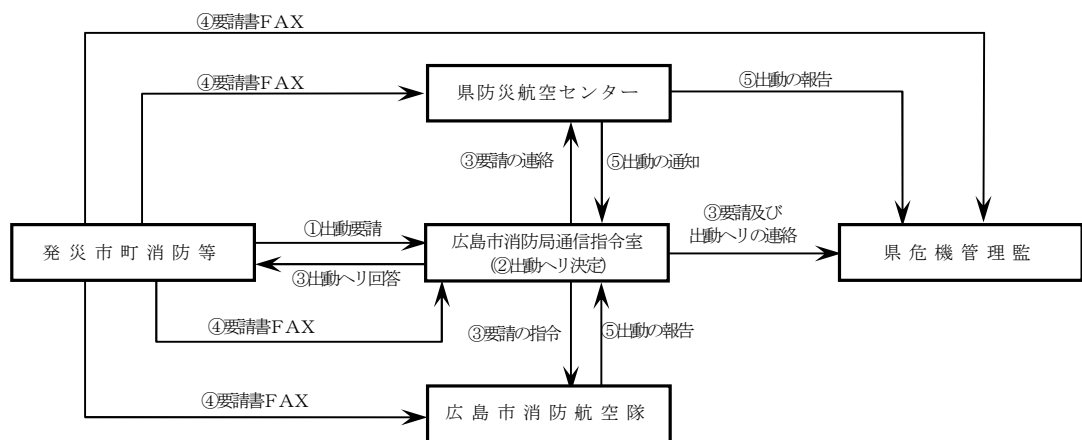 ④要請書FAX
④要請書FAX
⑤出動の報告
県防災航空センター
③要請の連絡
⑤出動の通知
①出動要請
③要請及び
出動ヘリの連絡
発災市町消防等
広島市消防局通信指令室
(②出動ヘリ決定)
県危機管理監
③出動ヘリ回答
④要請書FAX
③要請の指令
⑤出動の報告
④要請書FAX
広島市消防航空隊